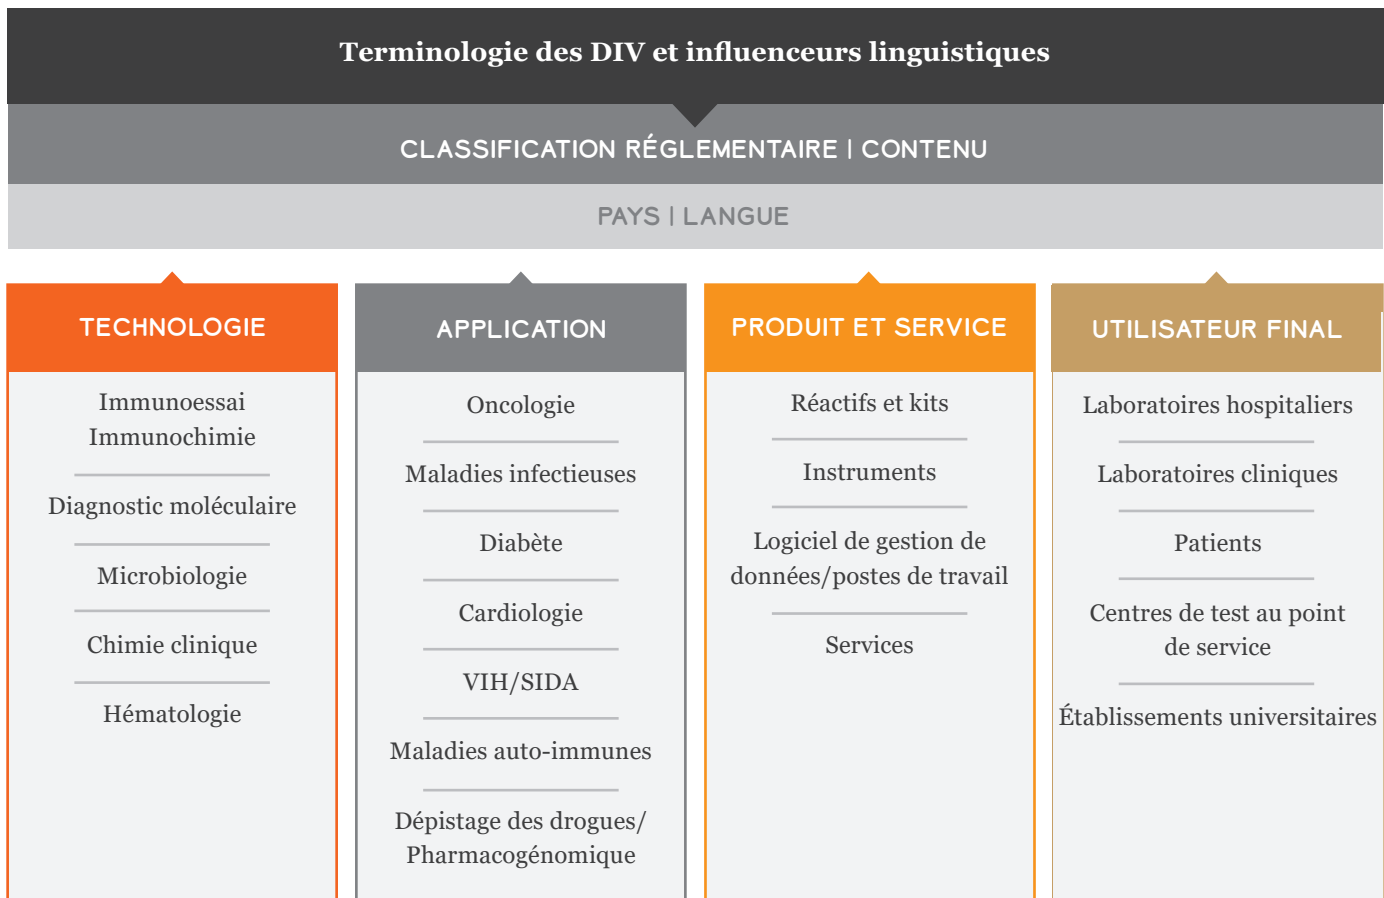 Terminologie des DIV et influenceurs linguistiques
CLASSIFICATION RÉGLEMENTAIRE | CONTENU
PAYS | LANGUE
TECHNOLOGIE
Immunoessai
Immunochimie
Diagnostic moléculaire
Microbiologie
Chimie clinique
Hématologie
APPLICATION
Oncologie
Maladies infectieuses
Diabète
Cardiologie
VIH/SIDA
Maladies auto-immunes
Dépistage des drogues/
Pharmacogénomique
PRODUIT ET SERVICE
Réactifs et kits
Instruments
Logiciel de gestion de
données/postes de travail
Services
UTILISATEUR FINAL
Laboratoires hospitaliers
Laboratoires cliniques
Patients
Centres de test au point
de service
Établissements universitaires